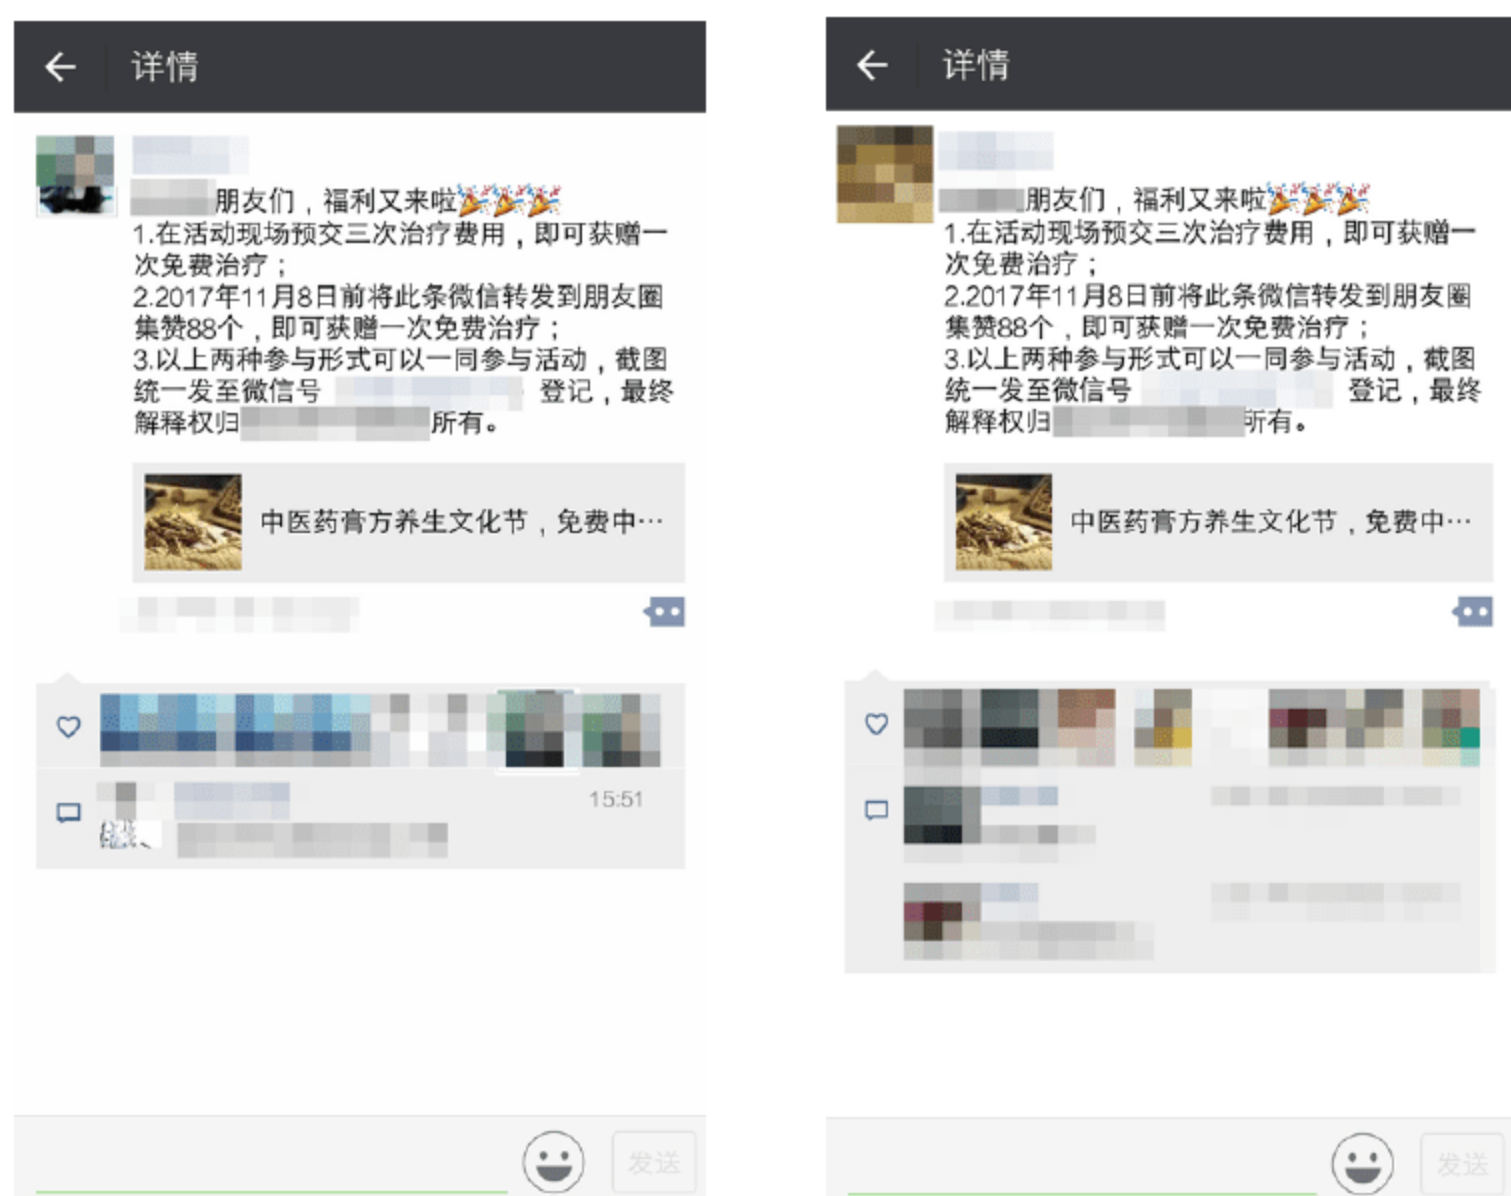 详情
朋友们，福利又来啦🎉🎉🎉
1.在活动现场预交三次治疗费用，即可获赠一
次免费治疗；
2.2017年11月8日前将此条微信转发到朋友圈
集赞88个，即可获赠一次免费治疗；
3.以上两种参与形式可以一同参与活动，截图
统一发至微信号 登记，最终
解释权归 所有。
中医药膏方养生文化节，免费中…
15:51
发送
详情
朋友们，福利又来啦🎉🎉🎉
1.在活动现场预交三次治疗费用，即可获赠一
次免费治疗；
2.2017年11月8日前将此条微信转发到朋友圈
集赞88个，即可获赠一次免费治疗；
3.以上两种参与形式可以一同参与活动，截图
统一发至微信号 登记，最终
解释权归 所有。
中医药膏方养生文化节，免费中…
发送